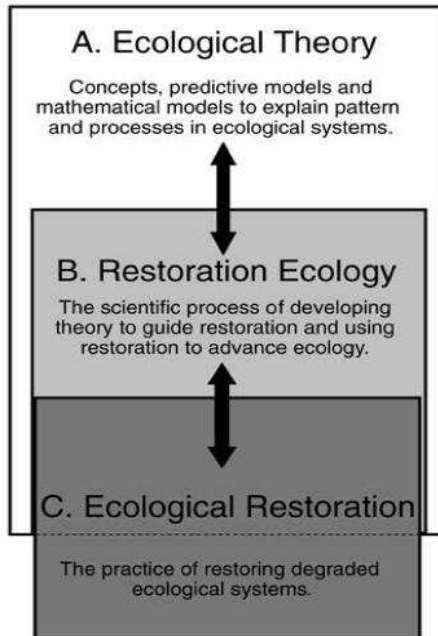 A. Ecological Theory
Concepts, predictive models and
mathematical models to explain pattern
and processes in ecological systems.
B. Restoration Ecology
The scientific process of developing
theory to guide restoration and using
restoration to advance ecology.
C. Ecological Restoration
The practice of restoring degraded
ecological systems.